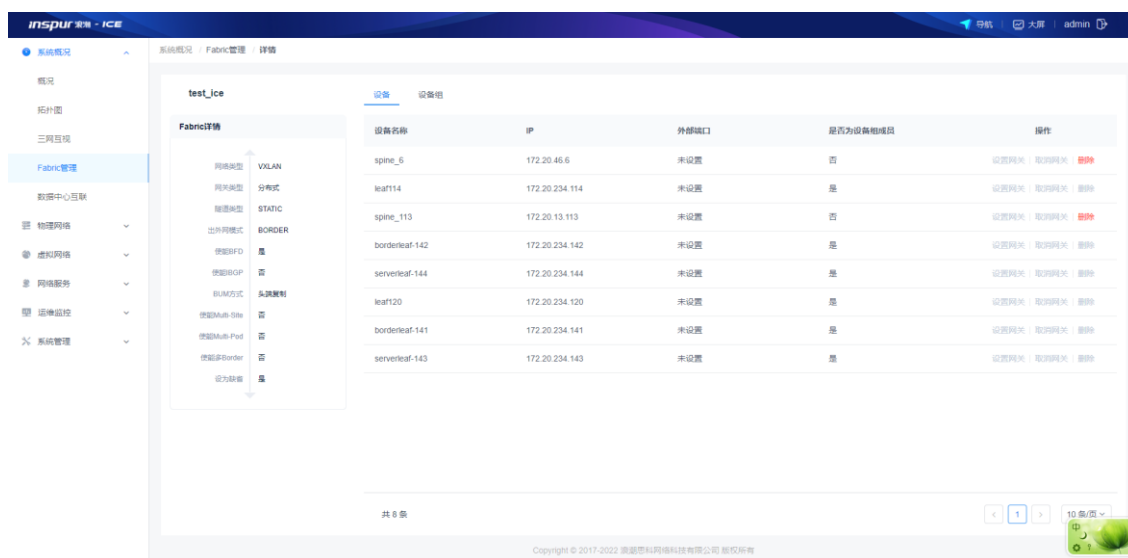 inspur 浪潮 - ICE
导航
大屏
admin
系统概况
概况
拓扑图
三网互视
Fabric管理
数据中心互联
物理网络
虚拟网络
网络服务
运维监控
系统管理
系统概况 / Fabric管理 / 详情
test_ice
Fabric详情
网络类型 VXLAN
网关类型 分布式
隧道类型 STATIC
出外网模式 BORDER
使能BFD 是
使能BGP 否
BUM方式 头端复制
使能Multi-Site 否
使能Multi-Pod 否
使能多Border 否
设为缺省 是
设备 设备组
设备名称 IP 外部端口 是否为设备组成员 操作
spine_6 172.20.46.6 未设置 否 设置网关 取消网关 删除
leaf114 172.20.234.114 未设置 是 设置网关 取消网关 删除
spine_113 172.20.13.113 未设置 否 设置网关 取消网关 删除
borderleaf-142 172.20.234.142 未设置 是 设置网关 取消网关 删除
serverleaf-144 172.20.234.144 未设置 是 设置网关 取消网关 删除
leaf120 172.20.234.120 未设置 是 设置网关 取消网关 删除
borderleaf-141 172.20.234.141 未设置 是 设置网关 取消网关 删除
serverleaf-143 172.20.234.143 未设置 是 设置网关 取消网关 删除
共 8 条
< 1 > 10 条/页
中
Copyright © 2017-2022 浪潮思科网络科技有限公司 版权所有